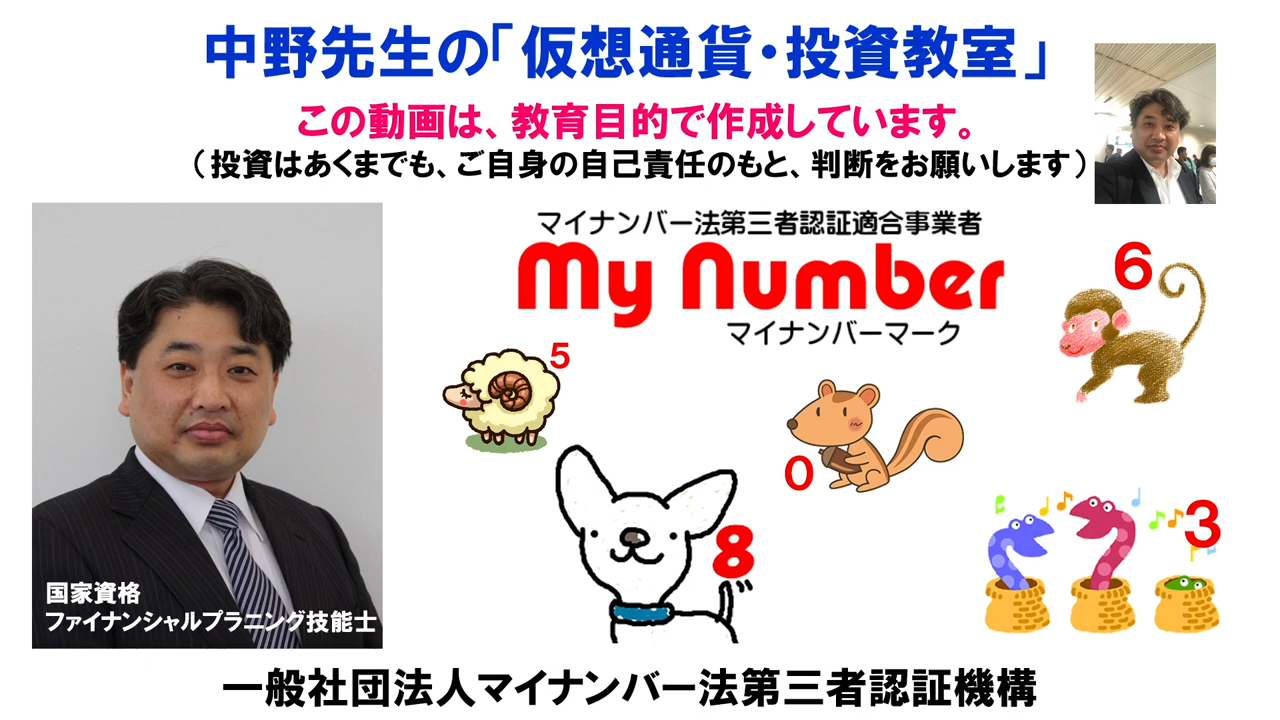 中野先生の「仮想通貨・投資教室」
この動画は、教育目的で作成しています。
（投資はあくまでも、ご自身の自己責任のもと、判断をお願いします）
マイナンバー法第三者認証適合事業者
My Number
マイナンバーマーク
6
5
0
8
3
国家資格
ファイナンシャルプラニング技能士
一般社団法人マイナンバー法第三者認証機構